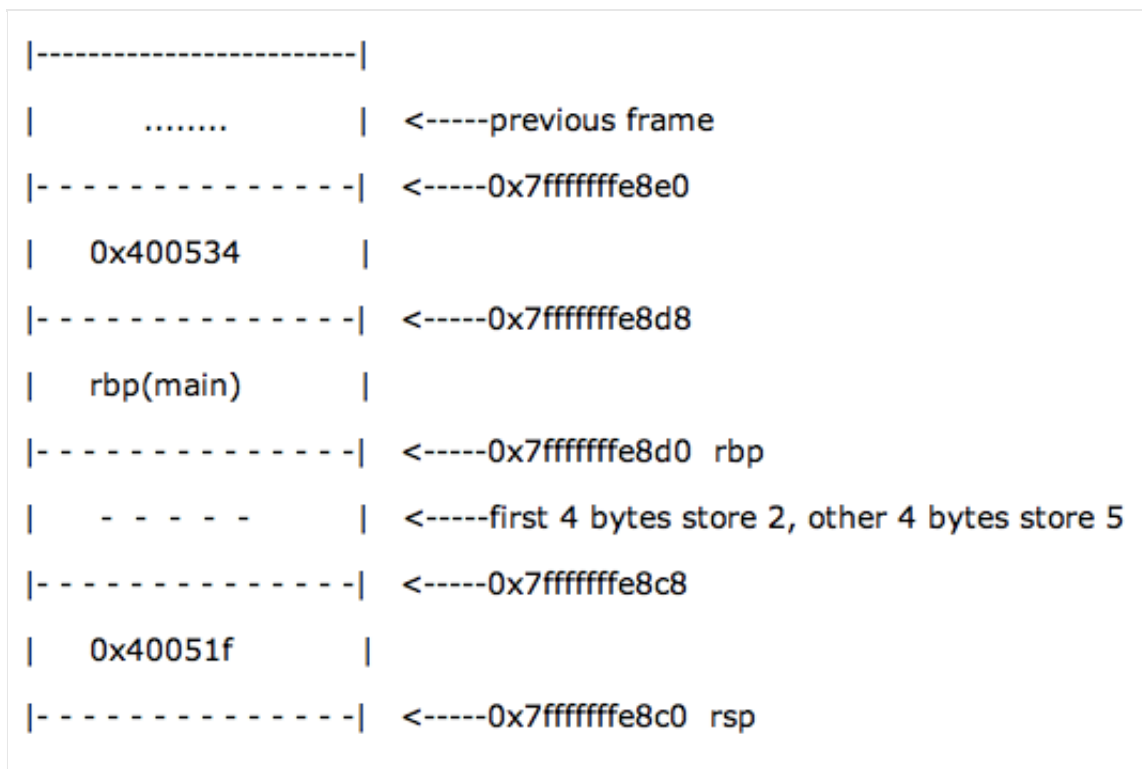 |-------------------------|
| ........ | <-----previous frame
|- - - - - - - - - - - - - - -| <-----0x7fffffffe8e0
| 0x400534 |
|- - - - - - - - - - - - - - -| <-----0x7fffffffe8d8
| rbp(main) |
|- - - - - - - - - - - - - - -| <-----0x7fffffffe8d0 rbp
| - - - - - | <-----first 4 bytes store 2, other 4 bytes store 5
|- - - - - - - - - - - - - - -| <-----0x7fffffffe8c8
| 0x40051f |
|- - - - - - - - - - - - - - -| <-----0x7fffffffe8c0 rsp